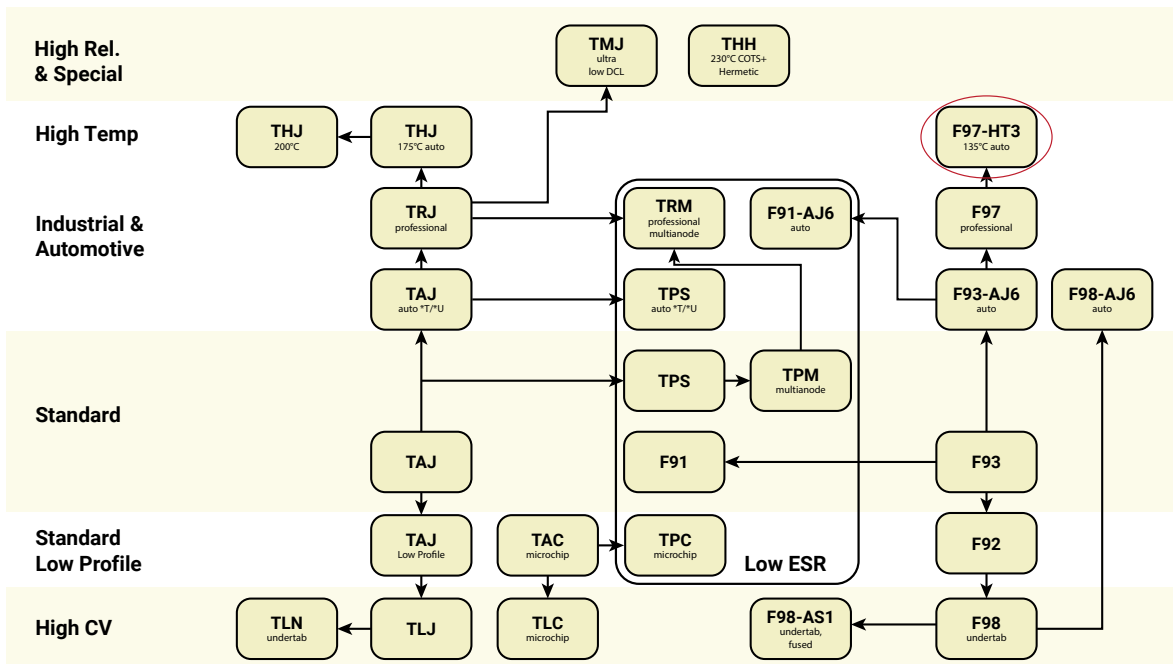 High Rel.
& Special
TMJ
ultra
low DCL
THH
230°C COTS+
Hermetic
High Temp
THJ
200°C
THJ
175°C auto
F97-HT3
135°C auto
Industrial &
Automotive
TRJ
professional
TRM
professional
multianode
F91-AJ6
auto
F97
professional
TAJ
auto *T/*U
TPS
auto *T/*U
F93-AJ6
auto
F98-AJ6
auto
Standard
TPS
TPM
multianode
TAJ
F91
F93
Standard
Low Profile
TAJ
Low Profile
TAC
microchip
TPC
microchip
Low ESR
F92
High CV
TLN
undertab
TLJ
TLC
microchip
F98-AS1
undertab,
fused
F98
undertab